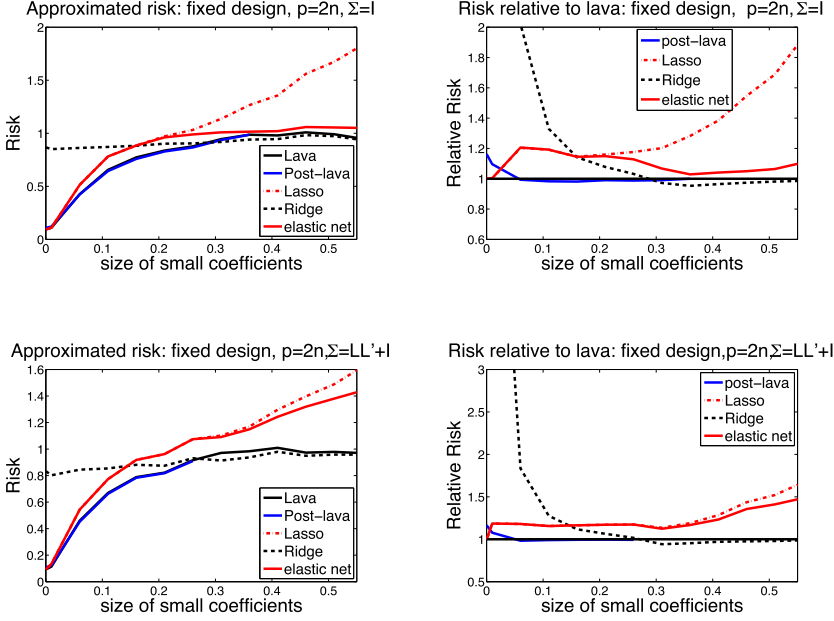 Approximated risk: fixed design, p=2n, Σ=I
2
1.5
1
0.5
0
Risk
0
0.1
0.2
0.3
0.4
0.5
size of small coefficients
Lava
Post-lava
Lasso
Ridge
elastic net
Risk relative to lava: fixed design, p=2n, Σ=I
2
1.8
1.6
1.4
1.2
1
0.8
0.6
Relative Risk
0
0.1
0.2
0.3
0.4
0.5
size of small coefficients
post-lava
Lasso
Ridge
elastic net
Approximated risk: fixed design, p=2n,Σ=LL'+I
1.6
1.4
1.2
1
0.8
0.6
0.4
0.2
0
Risk
0
0.1
0.2
0.3
0.4
0.5
size of small coefficients
Lava
Post-lava
Lasso
Ridge
elastic net
Risk relative to lava: fixed design,p=2n,Σ=LL'+I
3
2.5
2
1.5
1
0.5
Relative Risk
0
0.1
0.2
0.3
0.4
0.5
size of small coefficients
post-lava
Lasso
Ridge
elastic net